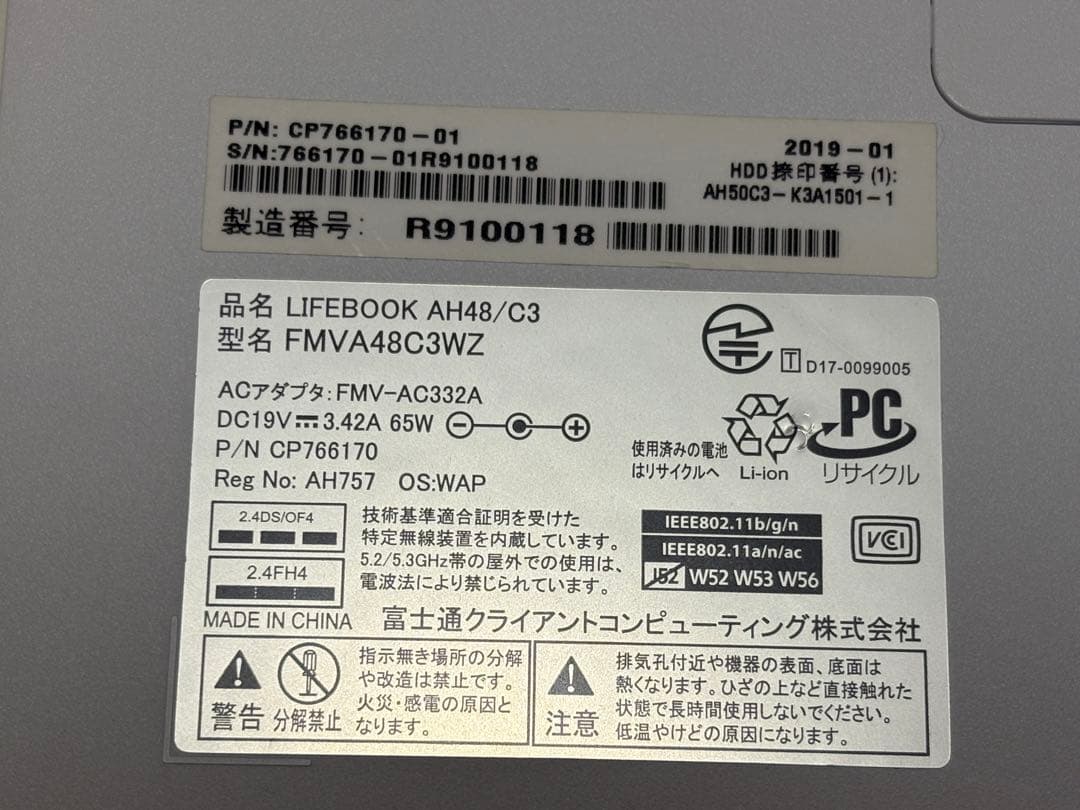 P/N: CP766170-01
S/N:766170-01R9100118
2019-01
HDD捺印番号(1):
AH50C3-K3A1501-1
製造番号: R9100118
品名 LIFEBOOK AH48/C3
型名 FMVA48C3WZ
T D17-0099005
ACアダプタ:FMV-AC332A
DC19V 3.42A 65W
P/N CP766170
Reg No: AH757 OS:WAP
使用済みの電池
はリサイクルへ
Li-ion
PC
リサイクル
2.4DS/OF4
2.4FH4
技術基準適合証明を受けた
特定無線装置を内蔵しています。
5.2/5.3GHz帯の屋外での使用は、
電波法により禁じられています。
IEEE802.11b/g/n
IEEE802.11a/n/ac
J52 W52 W53 W56
VCCI
MADE IN CHINA 富士通クライアントコンピューティング株式会社
警告
分解禁止
指示無き場所の分解
や改造は禁止です。
火災・感電の原因と
なります。
注意
排気孔付近や機器の表面、底面は
熱くなります。ひざの上など直接触れた
状態で長時間使用しないでください。
低温やけどの原因になります。